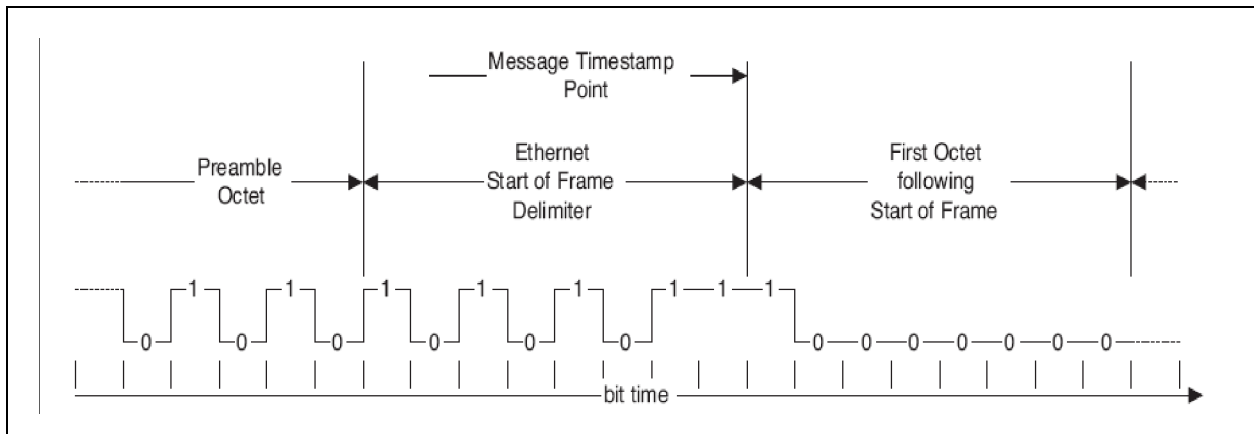 Message Timestamp
Point
Preamble
Octet
Ethernet
Start of Frame
Delimiter
First Octet
following
Start of Frame
0 1 0 1 0 1 0 1 0 1 0 1 1 1 0 0 0 0 0 0 0
bit time